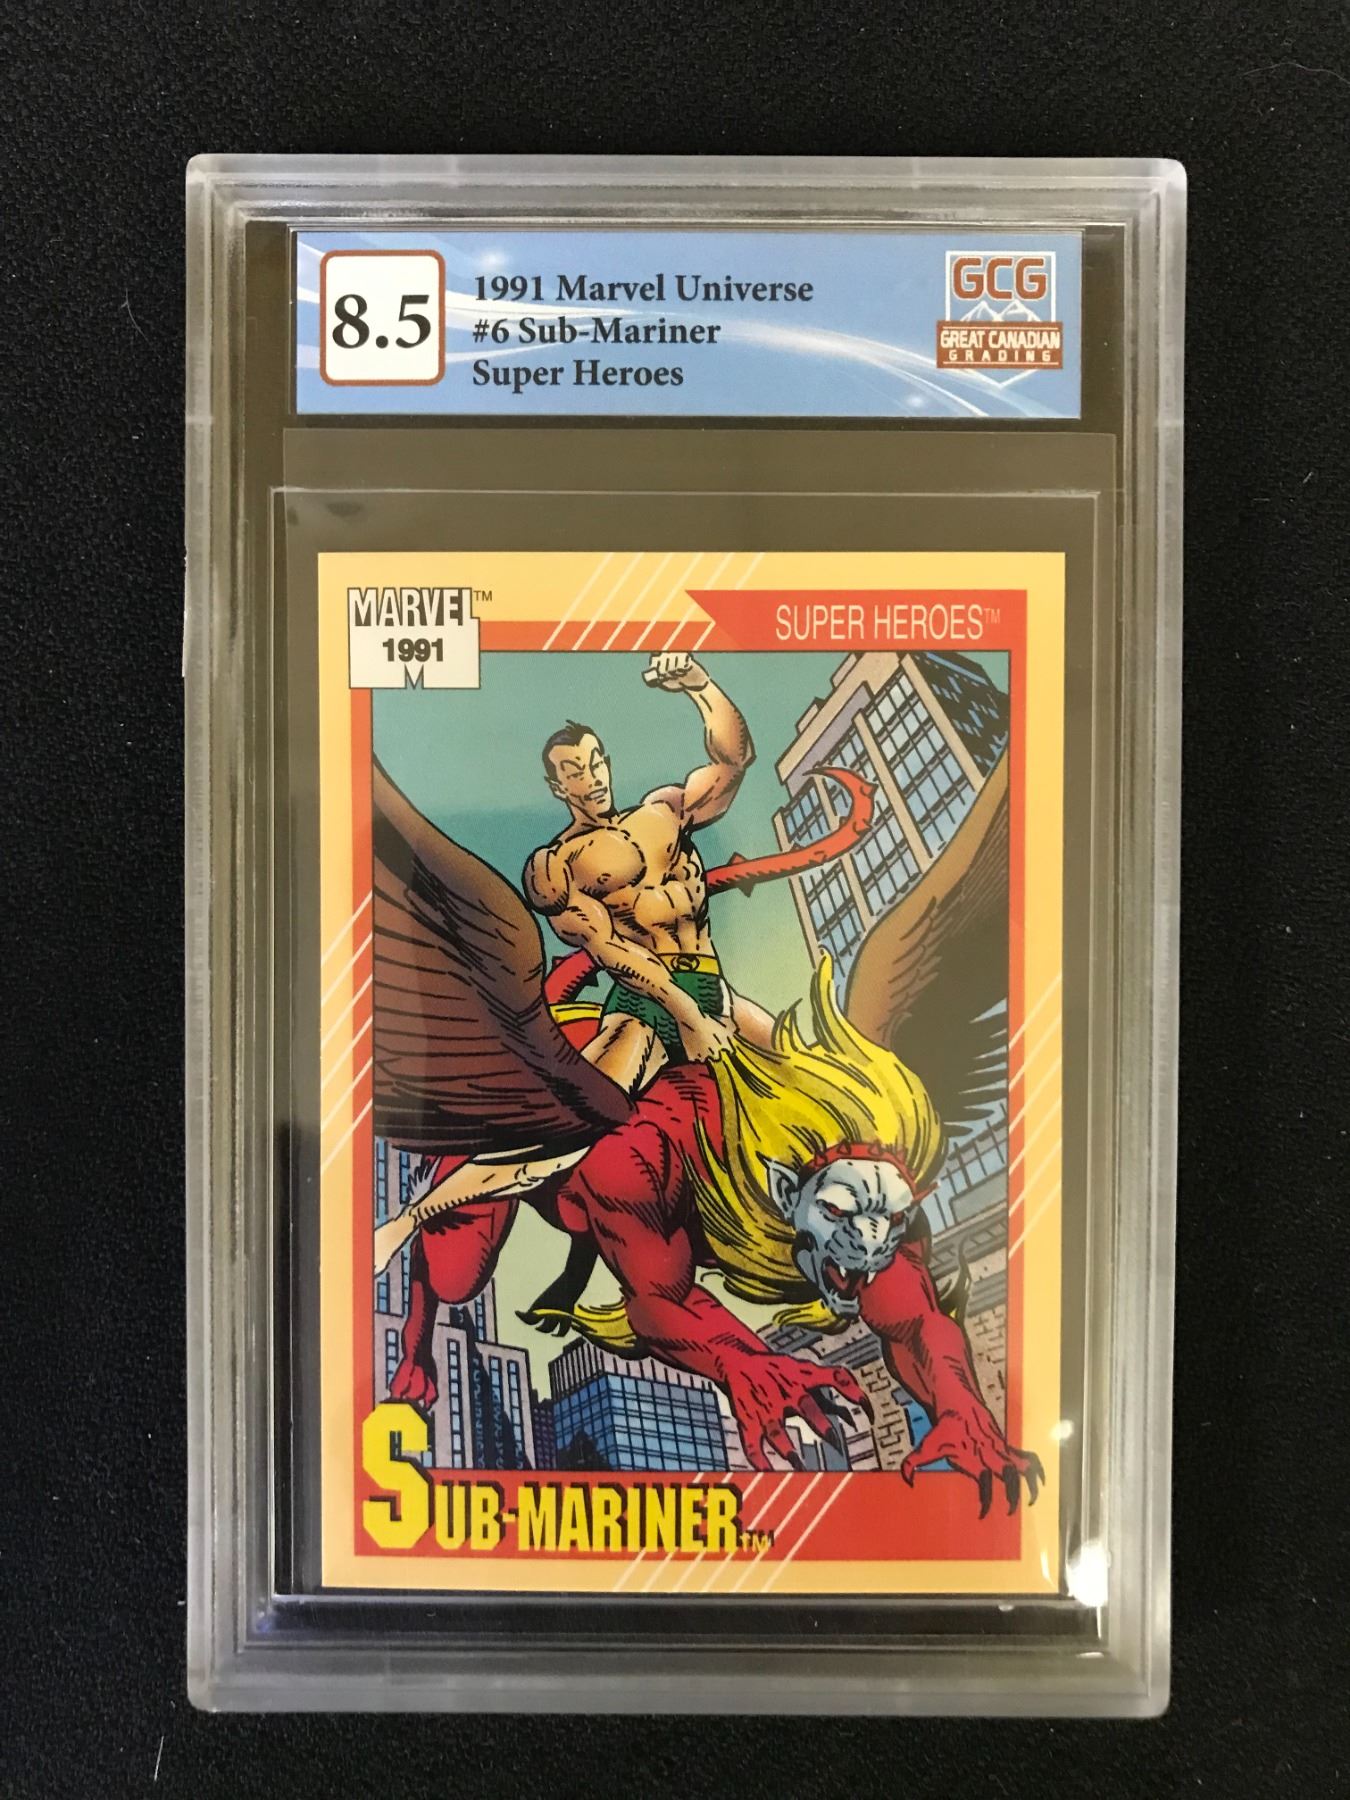 8.5
1991 Marvel Universe
#6 Sub-Mariner
Super Heroes
GCG
GREAT CANADIAN
GRADING
MARVEL™
1991
SUPER HEROES™
SUB-MARINER™